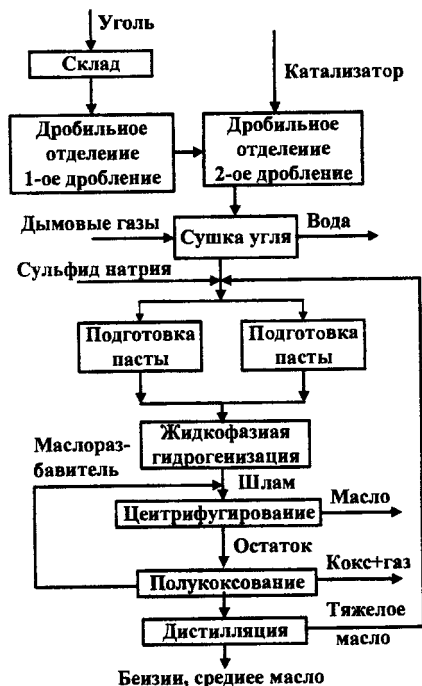 Уголь
Склад
Катализатор
Дробильное
отделение
1-ое дробление
Дробильное
отделение
2-ое дробление
Дымовые газы
Сушка угля
Вода
Сульфид натрия
Подготовка
пасты
Подготовка
пасты
Жидкофазная
гидрогенизация
Маслораз-
бавитель
Шлам
Центрифугирование
Масло
Остаток
Полукоксование
Кокс+газ
Дистилляция
Тяжелое
масло
Бензин, среднее масло